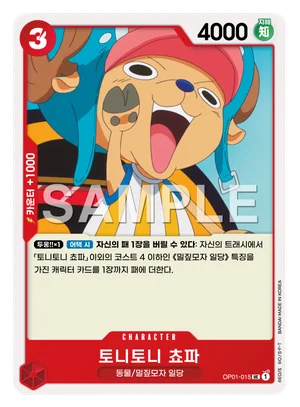 3
4000
지혜
知
카운터 +1000
SAMPLE
두웅!!×1 어택 시 자신의 패 1장을 버릴 수 있다: 자신의 트래시에서
「토니토니 쵸파」이외의 코스트 4 이하인 《밀짚모자 일당》 특징을
가진 캐릭터 카드를 1장까지 패에 더한다.
CHARACTER
토니토니 쵸파
동물/밀짚모자 일당
OP01-015 UC 1
BANDAI·MADE IN KOREA